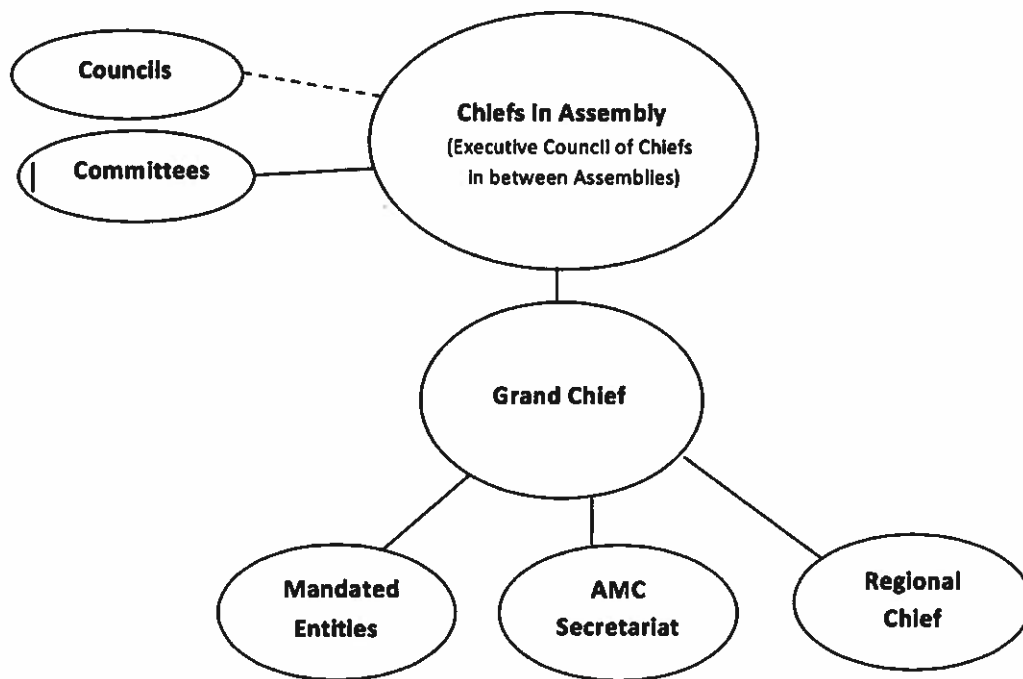 Councils
Committees
Chiefs in Assembly
(Executive Council of Chiefs
in between Assemblies)
Grand Chief
Mandated
Entities
AMC
Secretariat
Regional
Chief